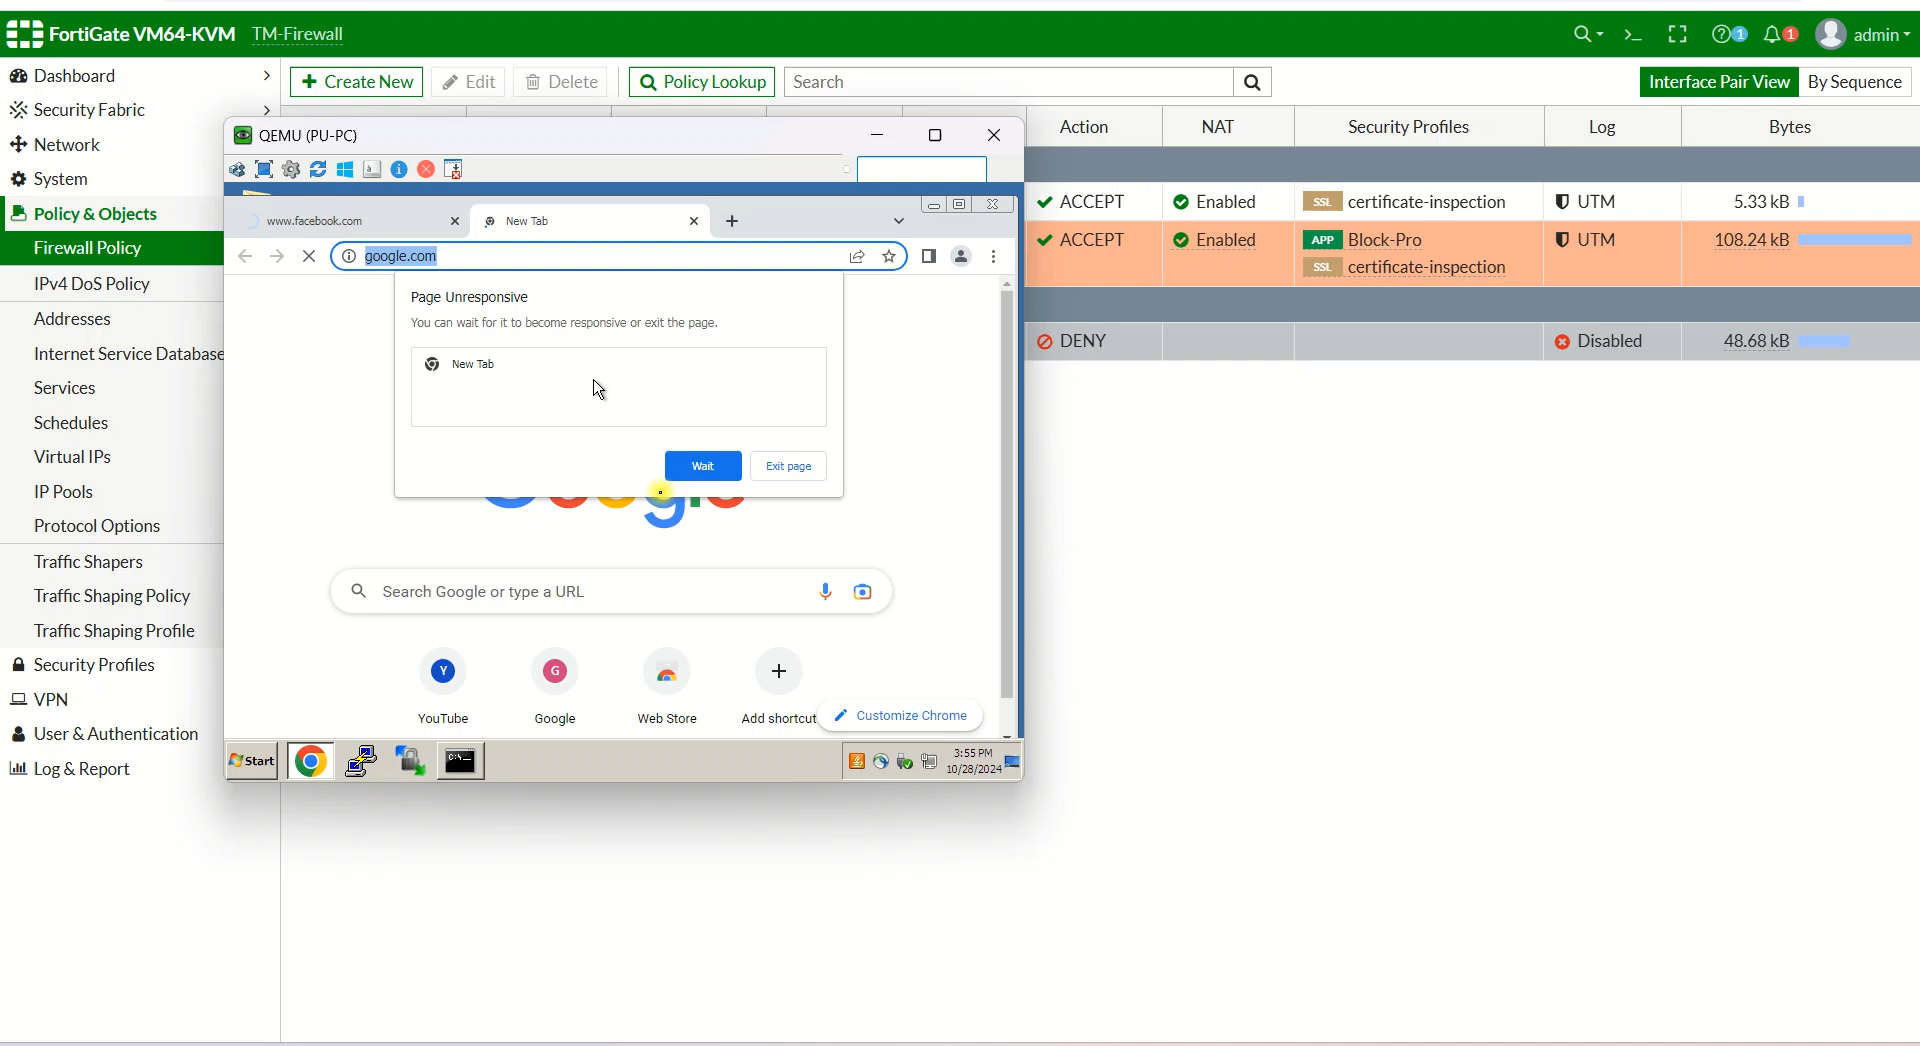 FortiGate VM64-KVM TM-Firewall
1 1 admin
Dashboard
Security Fabric
Network
System
Policy & Objects
Firewall Policy
IPv4 DoS Policy
Addresses
Internet Service Database
Services
Schedules
Virtual IPs
IP Pools
Protocol Options
Traffic Shapers
Traffic Shaping Policy
Traffic Shaping Profile
Security Profiles
VPN
User & Authentication
Log & Report
Create New Edit Delete Policy Lookup Search Interface Pair View By Sequence
Action NAT Security Profiles Log Bytes
ACCEPT Enabled SSL certificate-inspection UTM 5.33 kB
ACCEPT Enabled APP Block-Pro UTM 108.24 kB
SSL certificate-inspection
DENY Disabled 48.68 kB
QEMU (PU-PC)
www.facebook.com New Tab
google.com
Page Unresponsive
You can wait for it to become responsive or exit the page.
New Tab
Wait Exit page
Search Google or type a URL
Y G
YouTube Google Web Store Add shortcut
Customize Chrome
Start C:\_ 3:55 PM
10/28/2024